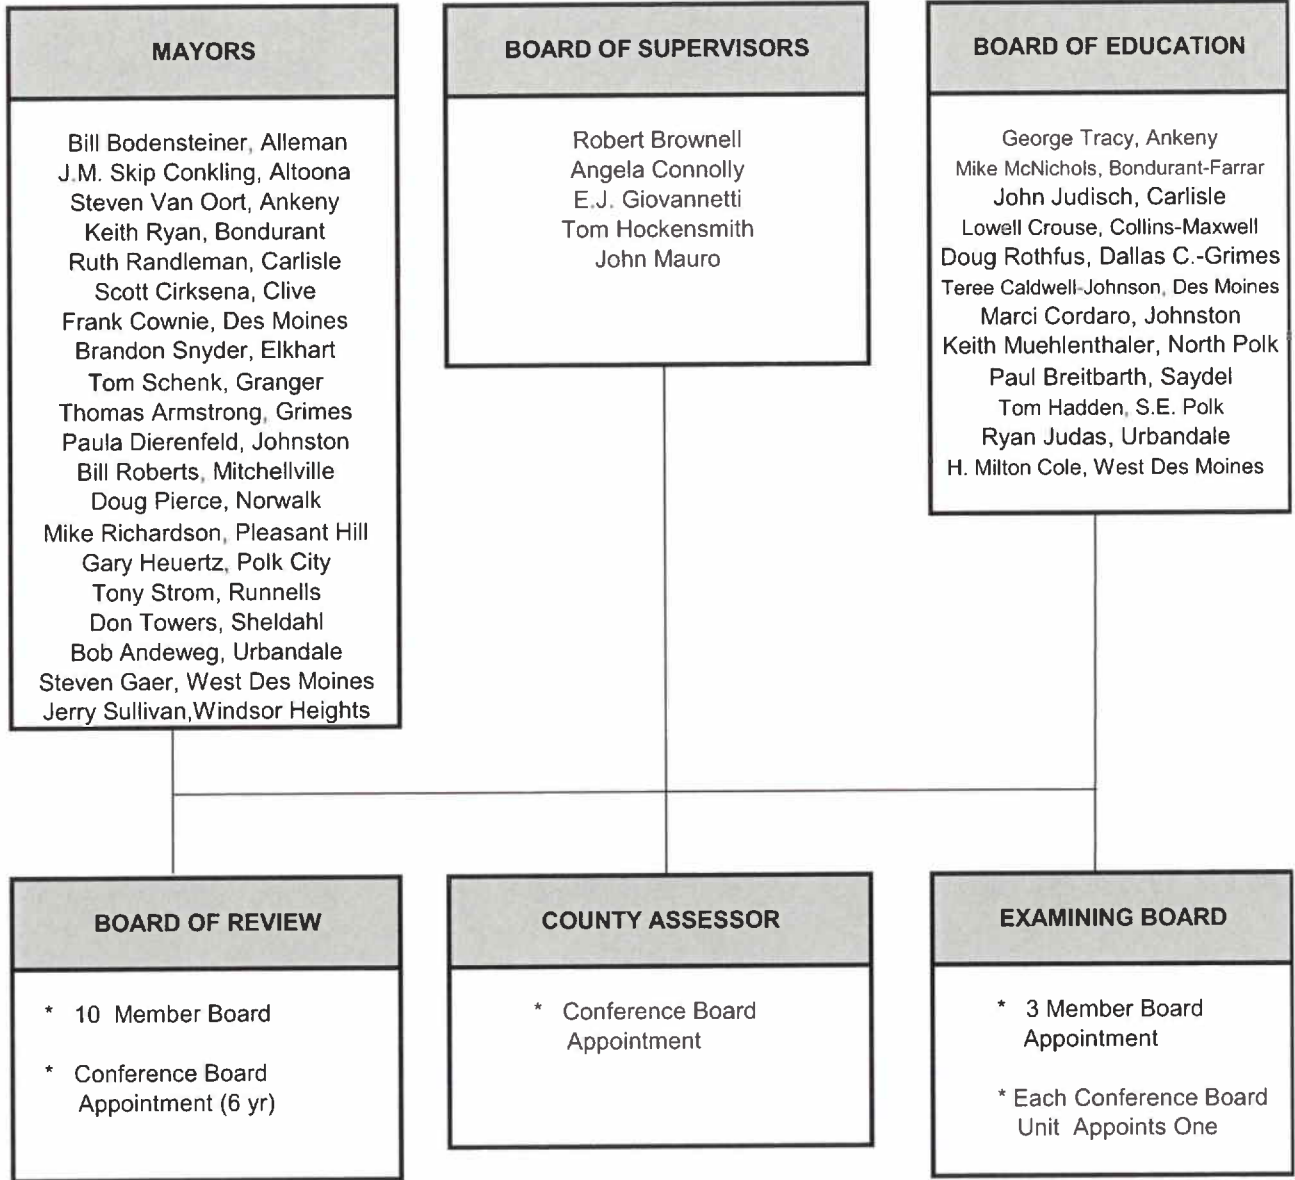 MAYORS
Bill Bodensteiner, Alleman
J.M. Skip Conkling, Altoona
Steven Van Oort, Ankeny
Keith Ryan, Bondurant
Ruth Randleman, Carlisle
Scott Cirksena, Clive
Frank Cownie, Des Moines
Brandon Snyder, Elkhart
Tom Schenk, Granger
Thomas Armstrong, Grimes
Paula Dierenfeld, Johnston
Bill Roberts, Mitchellville
Doug Pierce, Norwalk
Mike Richardson, Pleasant Hill
Gary Heuertz, Polk City
Tony Strom, Runnells
Don Towers, Sheldahl
Bob Andeweg, Urbandale
Steven Gaer, West Des Moines
Jerry Sullivan,Windsor Heights
BOARD OF SUPERVISORS
Robert Brownell
Angela Connolly
E.J. Giovannetti
Tom Hockensmith
John Mauro
BOARD OF EDUCATION
George Tracy, Ankeny
Mike McNichols, Bondurant-Farrar
John Judisch, Carlisle
Lowell Crouse, Collins-Maxwell
Doug Rothfus, Dallas C.-Grimes
Teree Caldwell-Johnson, Des Moines
Marci Cordaro, Johnston
Keith Muehlenthaler, North Polk
Paul Breitbarth, Saydel
Tom Hadden, S.E. Polk
Ryan Judas, Urbandale
H. Milton Cole, West Des Moines
BOARD OF REVIEW
* 10 Member Board
* Conference Board
Appointment (6 yr)
COUNTY ASSESSOR
* Conference Board
Appointment
EXAMINING BOARD
* 3 Member Board
Appointment
* Each Conference Board
Unit Appoints One